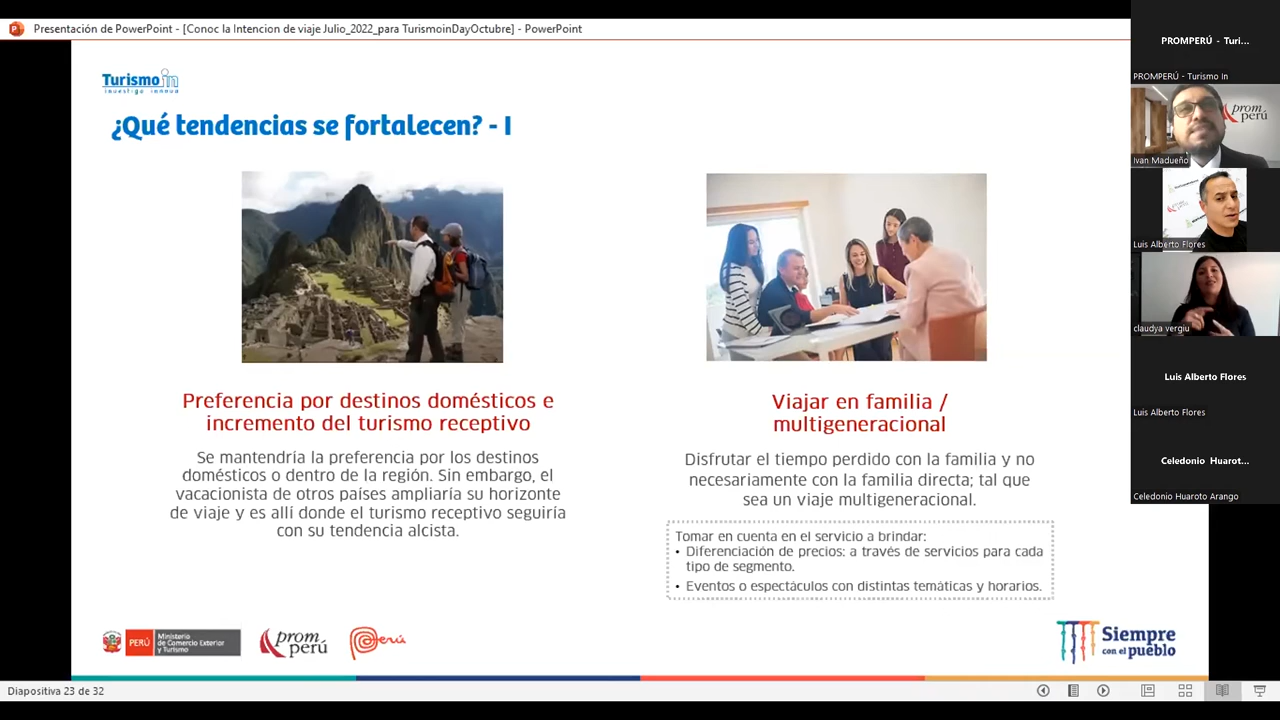 Presentación de PowerPoint - [Conoc la Intencion de viaje Julio_2022_para TurismoinDayOctubre] - PowerPoint
Turismo in
investiga innova
¿Qué tendencias se fortalecen? - I
Preferencia por destinos domésticos e
incremento del turismo receptivo
Se mantendría la preferencia por los destinos
domésticos o dentro de la región. Sin embargo, el
vacacionista de otros países ampliaría su horizonte
de viaje y es allí donde el turismo receptivo seguiría
con su tendencia alcista.
Viajar en familia /
multigeneracional
Disfrutar el tiempo perdido con la familia y no
necesariamente con la familia directa; tal que
sea un viaje multigeneracional.
Tomar en cuenta en el servicio a brindar:
• Diferenciación de precios: a través de servicios para cada
tipo de segmento.
• Eventos o espectáculos con distintas temáticas y horarios.
PERÚ
Ministerio
de Comercio Exterior
y Turismo
prom
perú
Perú
Siempre
con el pueblo
Diapositiva 23 de 32
PROMPERÚ - Turi...
PROMPERÚ - Turismo In
prom
perú
Ivan Madueño
Luis Alberto Flores
claudya vergiu
Luis Alberto Flores
Luis Alberto Flores
Celedonio Huarot...
Celedonio Huaroto Arango